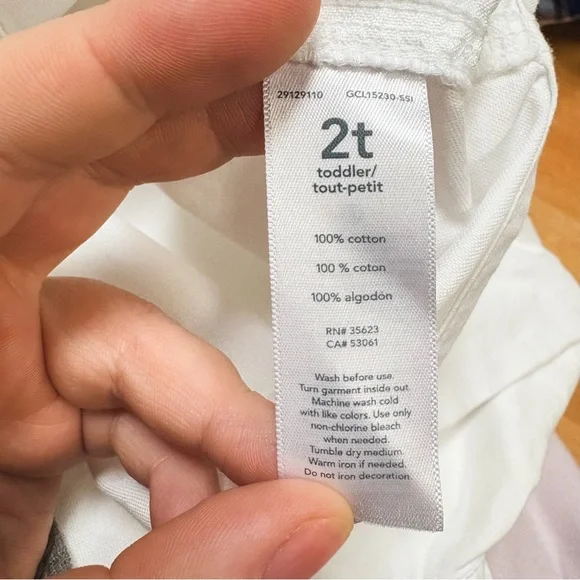 29129110 GCL15230-SS1
2t
toddler/
tout-petit
100% cotton
100 % coton
100% algodón
RN# 35623
CA# 53061
Wash before use.
Turn garment inside out.
Machine wash cold
with like colors. Use only
non-chlorine bleach
when needed.
Tumble dry medium.
Warm iron if needed.
Do not iron decoration.